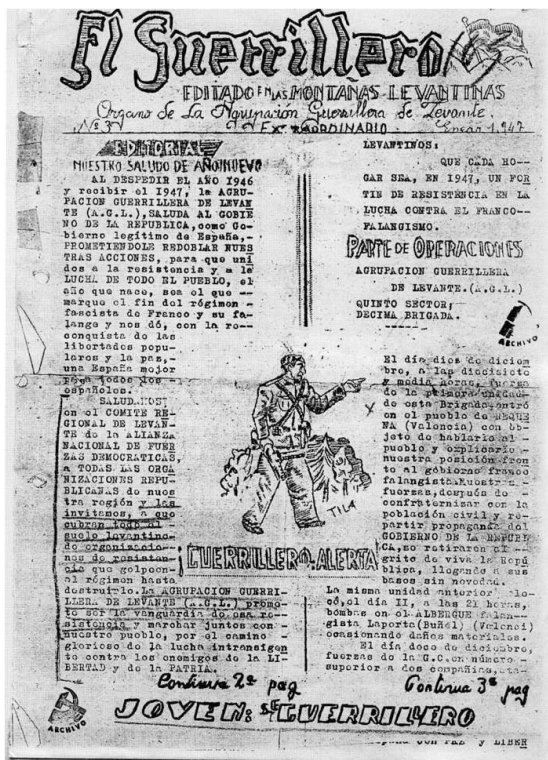 El Guerrillero
EDITADO EN LAS MONTAÑAS LEVANTINAS
Organo de La Agrupación Guerrillera de Levante.
Nº 3
EXTRAORDINARIO
Enero 1.947
EDITORIAL
NUESTRO SALUDO DE AÑO NUEVO
AL DESPEDIR EL AÑO 1946
y recibir el 1947, la AGRU-
PACION GUERRILLERA DE LEVAN
TE (A.G.L.), SALUDA AL GOBIE
NO DE LA REPUBLICA, como Go-
bierno legítimo de España,-
PROMETIENDOLE REDOBLAR NUES
TRAS ACCIONES, para que uni
dos a la resistencia y a la
LUCHA DE TODO EL PUEBLO, el
año que nace, sea el que --
marque el fin del régimen -
fascista de Franco y su fa-
lange y nos dé, con la re--
conquista de las
libertades popu-
lares y la paz,-
una España mejor
para todos los -
españoles.
SALUDAMOS
en el COMITE RE-
GIONAL DE LEVAN-
TE de la ALIANZA
NACIONAL DE FUER
ZAS DEMOCRATICAS,
a TODAS LAS ORGA
NIZACIONES REPU-
BLICANAS de nues
tra región y las
invitamos, a que
cubran todo el
suelo levantino-
de organizacio-
nes de resisten-
cia que golpeen-
al régimen hasta
destruirlo. La AGRUPACION GUERRI-
LLERA DE LEVANTE (A.G.L.) prome-
te ser la vanguardia de esa re-
sistencia y marchar juntos con-
nuestro pueblo, por el camino -
glorioso de la lucha intransigen
te contra los enemigos de la LI-
BERTAD y de la PATRIA.
Continua 2ª pag
LEVANTINOS:
QUE CADA HO-
GAR SEA, EN 1947, UN FOR
TIN DE RESISTENCIA EN LA
LUCHA CONTRA EL FRANCO--
FALANGISMO.
PARTE DE OPERACIONES
AGRUPACION GUERRILLERA
DE LEVANTE.(A.G.L.)
QUINTO SECTOR;
DECIMA BRIGADA.
ARCHIVO
El día dies de diciem
bre, a las diecisiete
y media horas, fuerza
de la primera unidad-
de esta Brigada entró
en el pueblo de REQUE
NA (Valencia) con ob-
jeto de hablarle al -
pueblo y explicarle -
nuestra posición fren
te al gobierno franco
falangista. Nuestras -
fuerzas, después de -
confraternizar con la
población civil y re-
partir propaganda del
GOBIERNO DE LA REPUBLI
CA, se retiraron al --
grito de viva la Repú
blica, llegando a sus
bases sin novedad.
La misma unidad anterior
el día II, a las 21 horas,
bombas en el ALBERGUE falan-
gista Laporta(Buñol)
ocasionando daños materiales.
El día doce de diciembre,
fuerzas de la G.C. en número -
superior a dos compañías,
Continua 3ª pag
TILA
GUERRILLERO. ALERTA
JOVEN: SE GUERRILLERO
ARCHIVO
PAZ Y LIBER